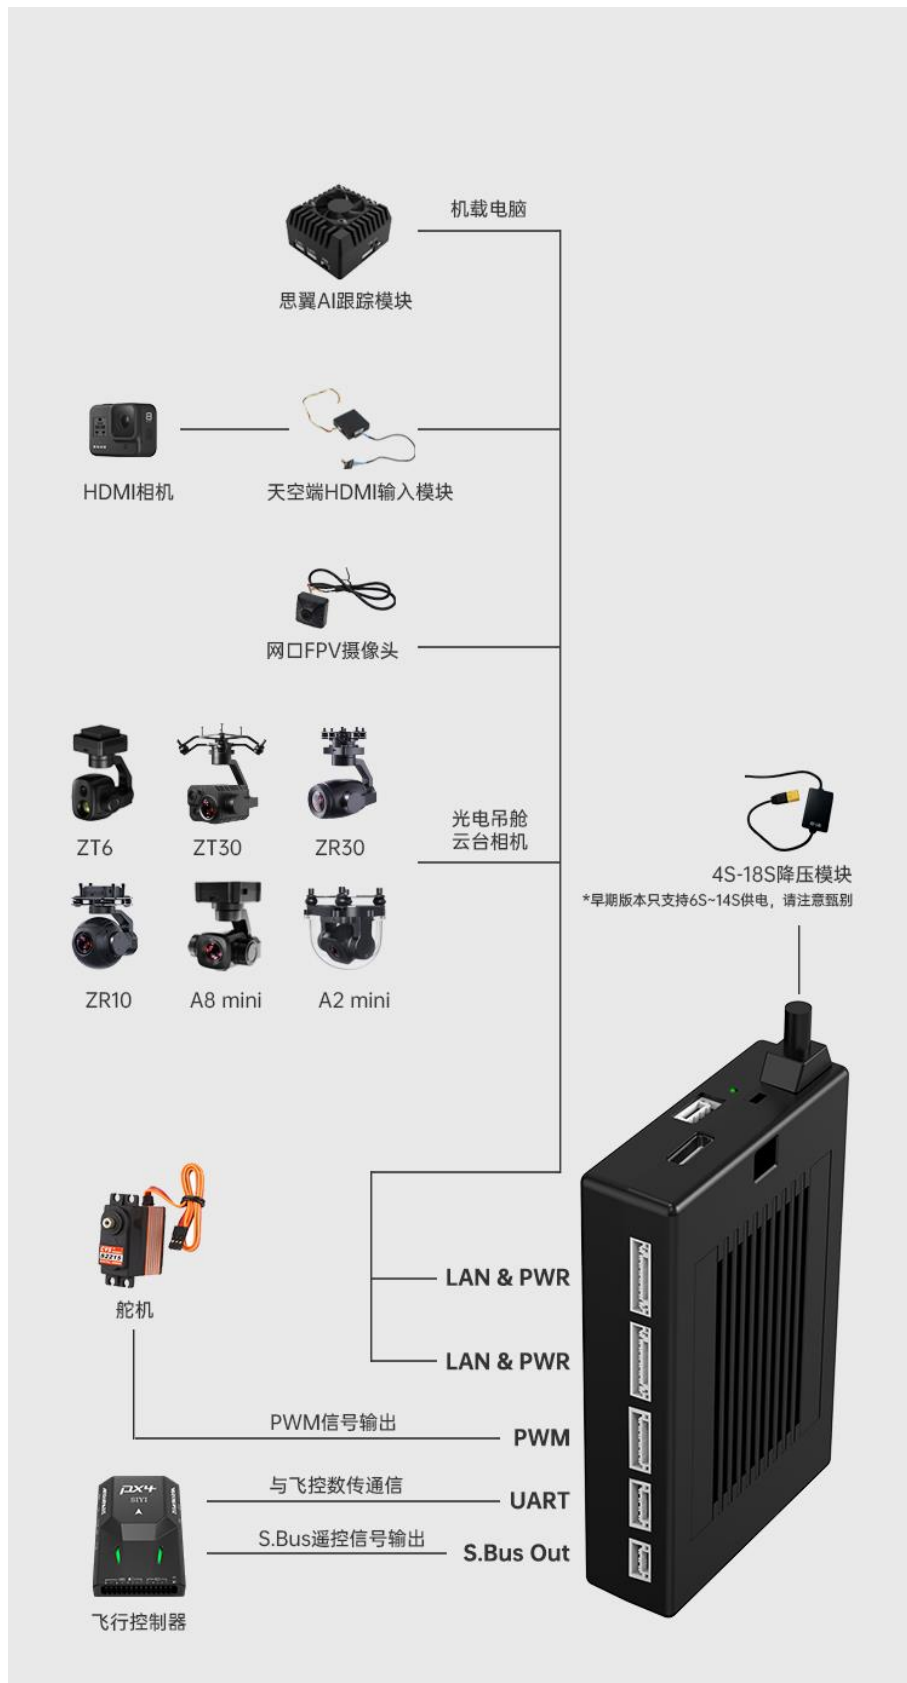 机载电脑
思翼AI跟踪模块
8
HDMI相机
天空端HDMI输入模块
网口FPV摄像头
ZT6
ZT30
ZR30
光电吊舱
云台相机
4S-18S降压模块
*早期版本只支持6S~14S供电，请注意甄别
ZR10
A8 mini
A2 mini
舵机
LAN & PWR
LAN & PWR
PWM信号输出
PWM
与飞控数传通信
UART
S.Bus遥控信号输出
S.Bus Out
PX4
SIYI
飞行控制器